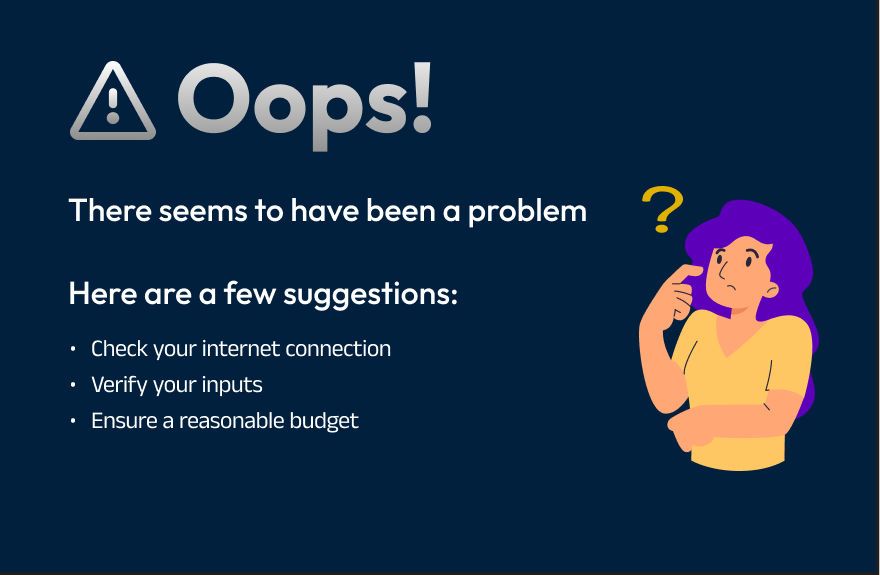 Oops!
There seems to have been a problem
Here are a few suggestions:
• Check your internet connection
• Verify your inputs
• Ensure a reasonable budget
?